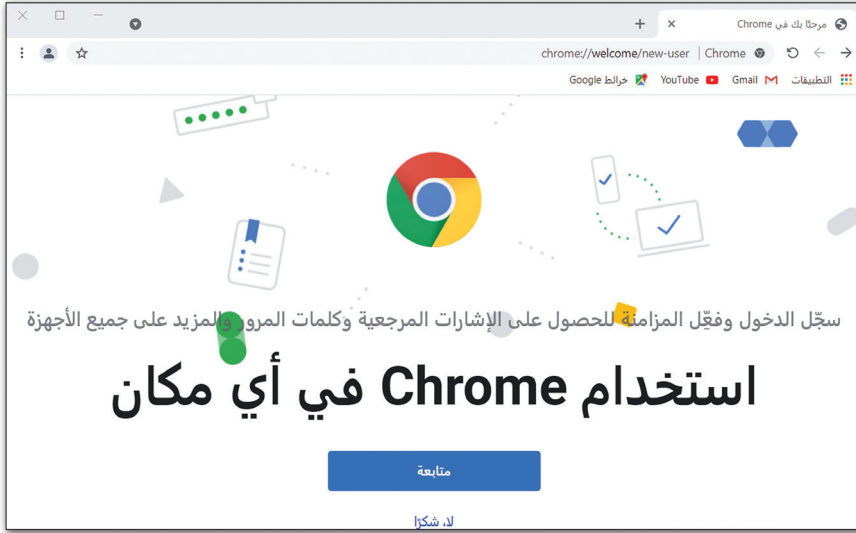 مرحبًا بك في Chrome
Chrome | chrome://welcome/new-user
التطبيقات Gmail YouTube خرائط Google
سجّل الدخول وفعِّل المزامنة للحصول على الإشارات المرجعية وكلمات المرور والمزيد على جميع الأجهزة
استخدام Chrome في أي مكان
متابعة
لا، شكرًا